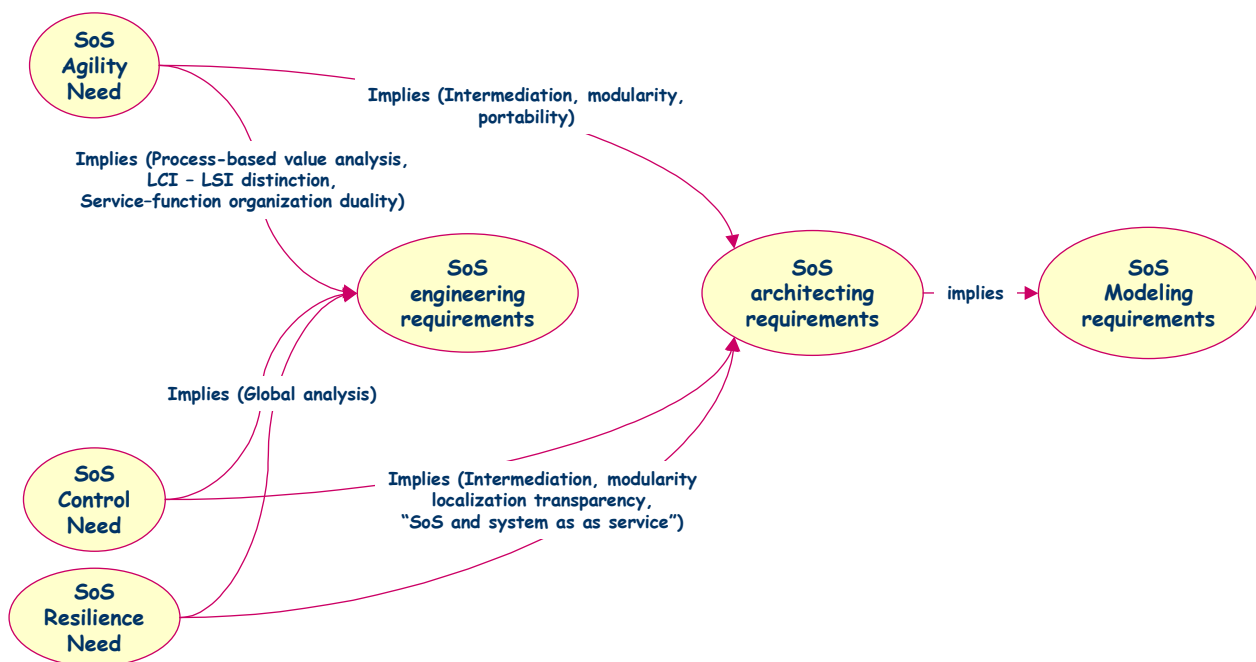 SoS
Agility
Need
Implies (Intermediation, modularity,
portability)
Implies (Process-based value analysis,
LCI – LSI distinction,
Service–function organization duality)
SoS
engineering
requirements
SoS
architecting
requirements
implies
SoS
Modeling
requirements
Implies (Global analysis)
SoS
Control
Need
Implies (Intermediation, modularity
localization transparency,
“SoS and system as as service”)
SoS
Resilience
Need